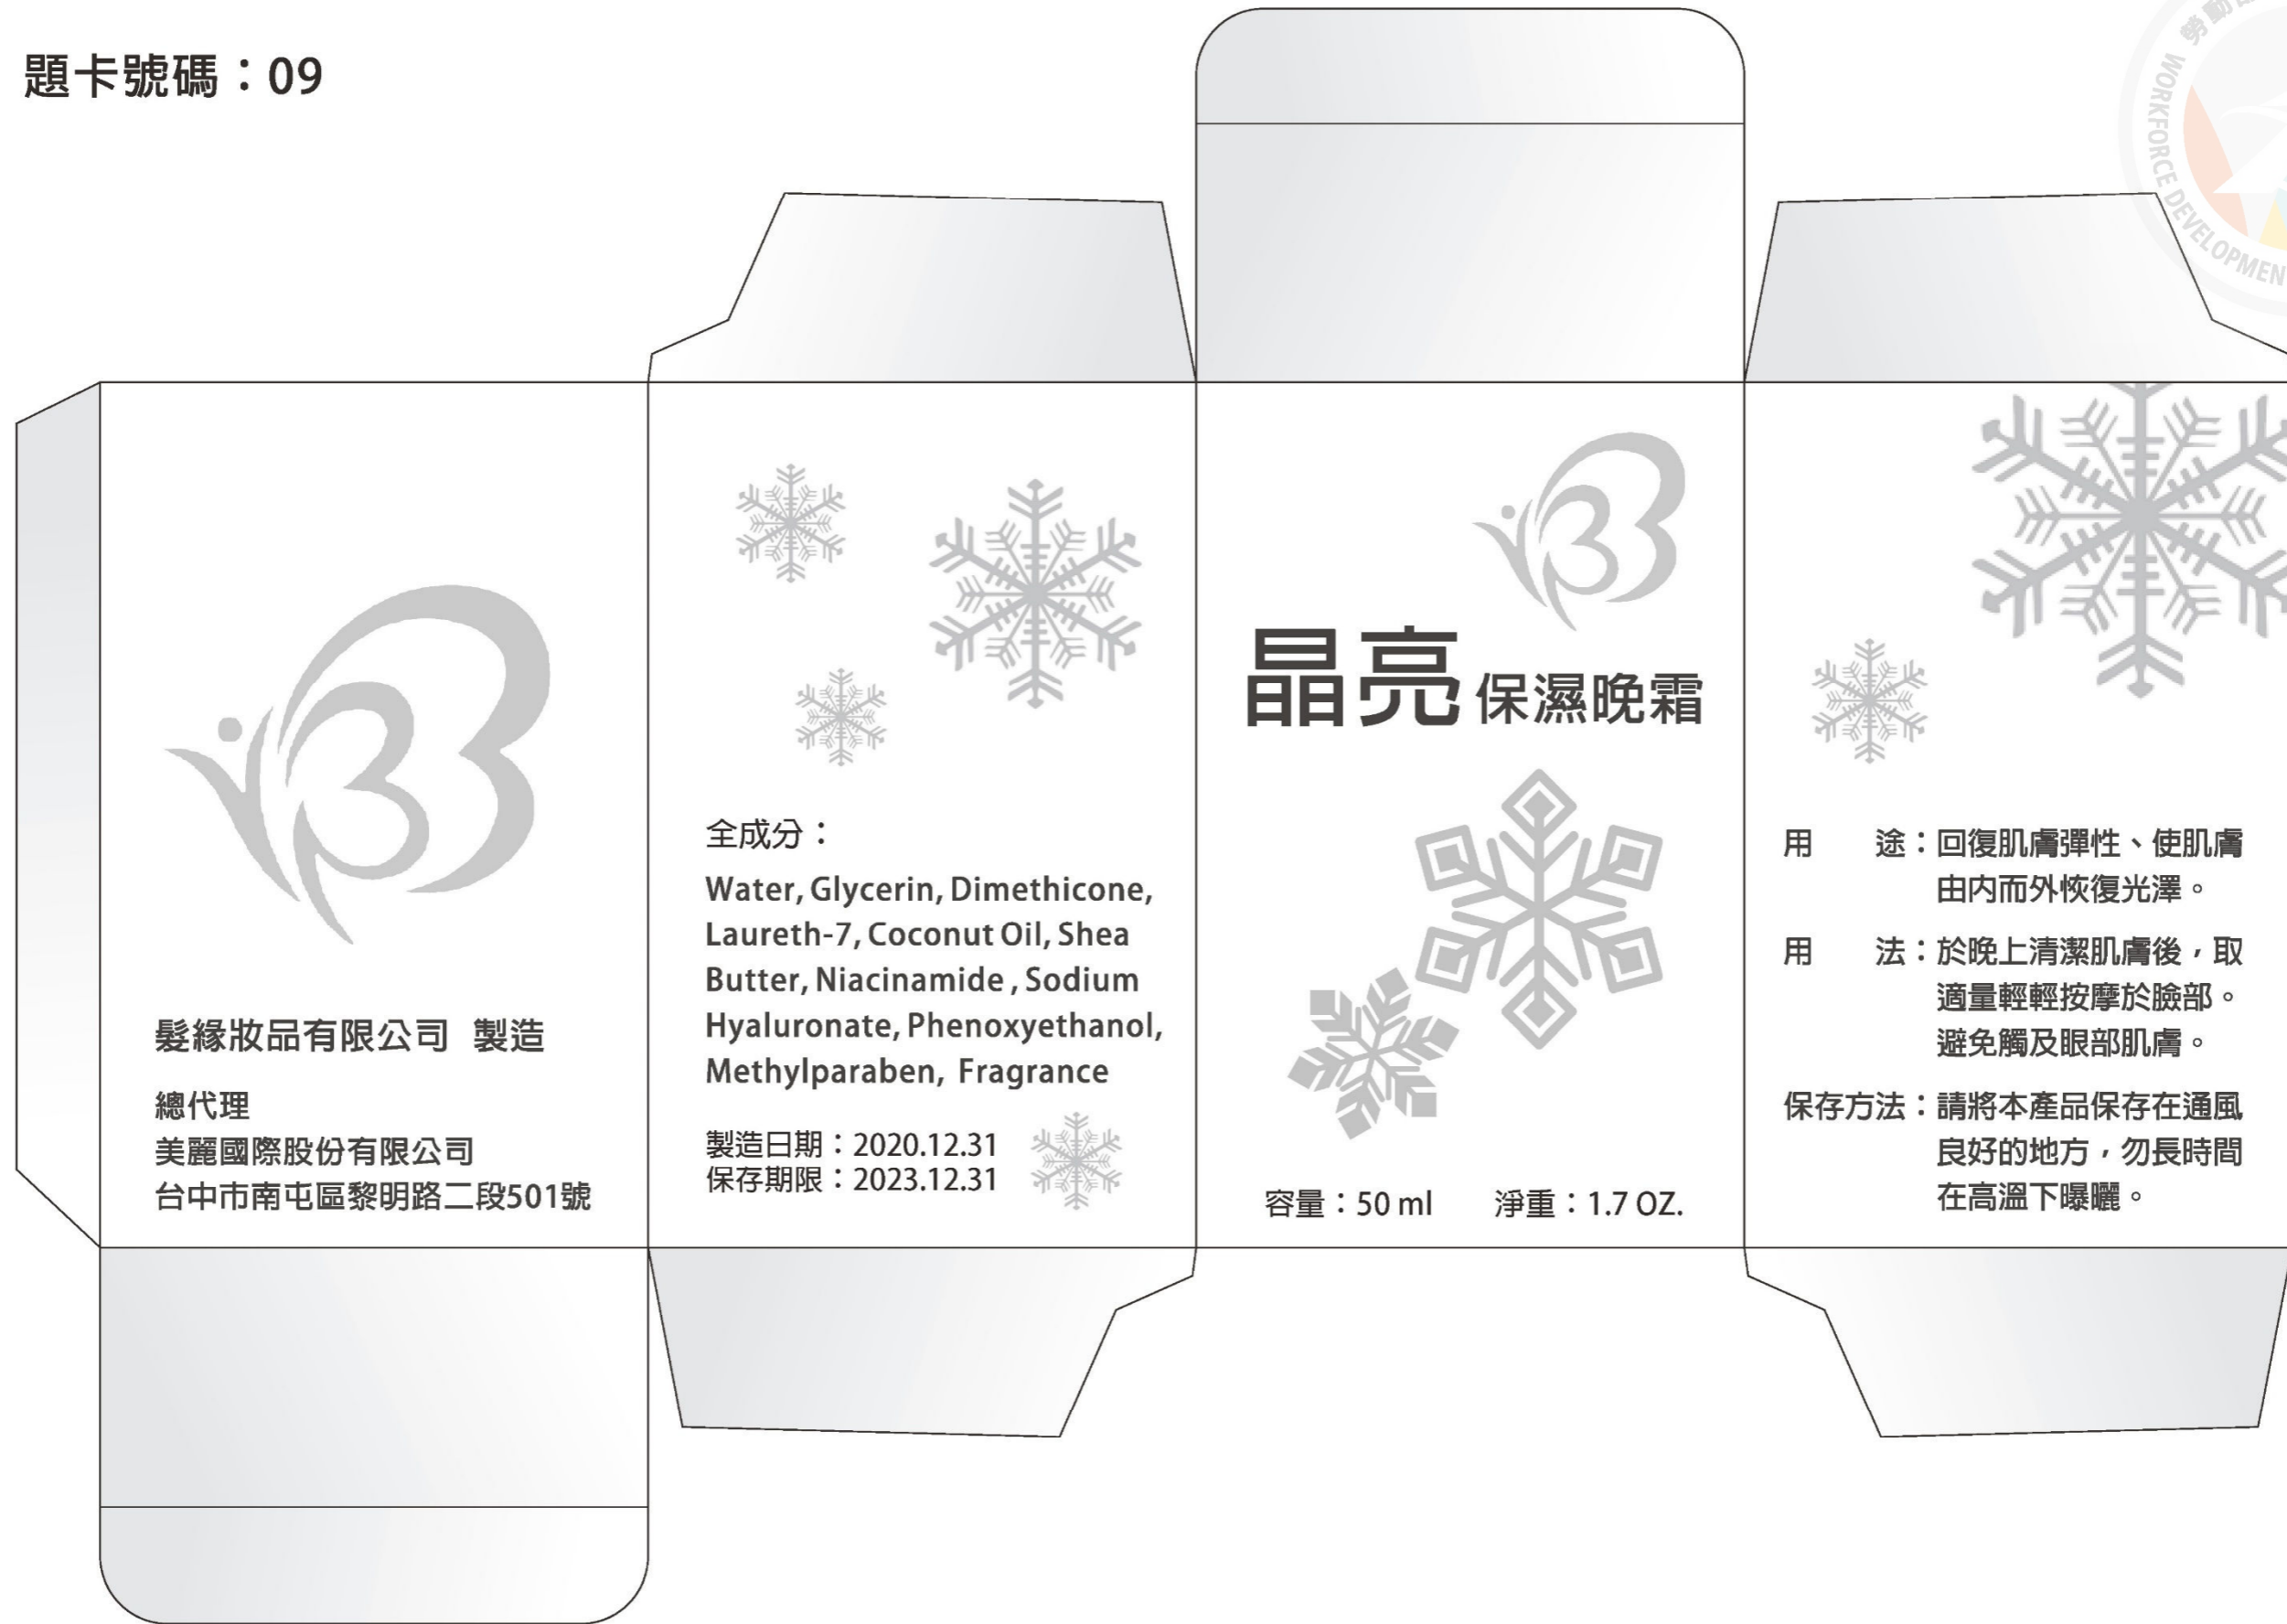 題卡號碼：09
髮緣妝品有限公司 製造
總代理
美麗國際股份有限公司
台中市南屯區黎明路二段501號
全成分：
Water, Glycerin, Dimethicone,
Laureth-7, Coconut Oil, Shea
Butter, Niacinamide , Sodium
Hyaluronate, Phenoxyethanol,
Methylparaben, Fragrance
製造日期：2020.12.31
保存期限：2023.12.31
晶亮 保濕晚霜
容量：50 ml 淨重：1.7 OZ.
用 途：回復肌膚彈性、使肌膚
由內而外恢復光澤。
用 法：於晚上清潔肌膚後，取
適量輕輕按摩於臉部。
避免觸及眼部肌膚。
保存方法：請將本產品保存在通風
良好的地方，勿長時間
在高溫下曝曬。
勞動
WORKFORCE DEVELOPMEN